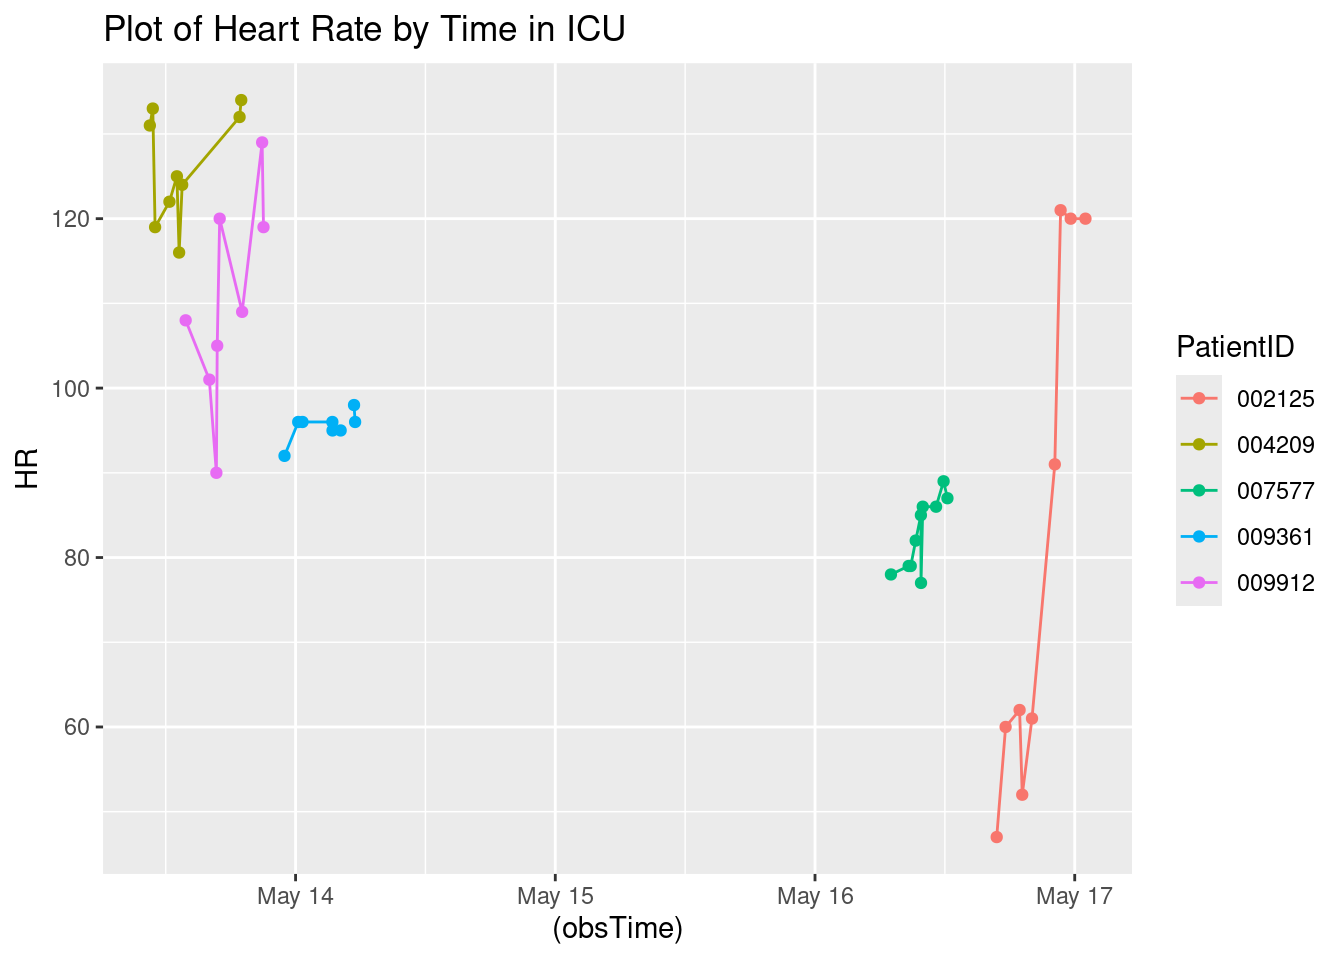 Plot of Heart Rate by Time in ICU
HR
120
100
80
60
May 14
May 15
May 16
May 17
(obsTime)
PatientID
002125
004209
007577
009361
009912